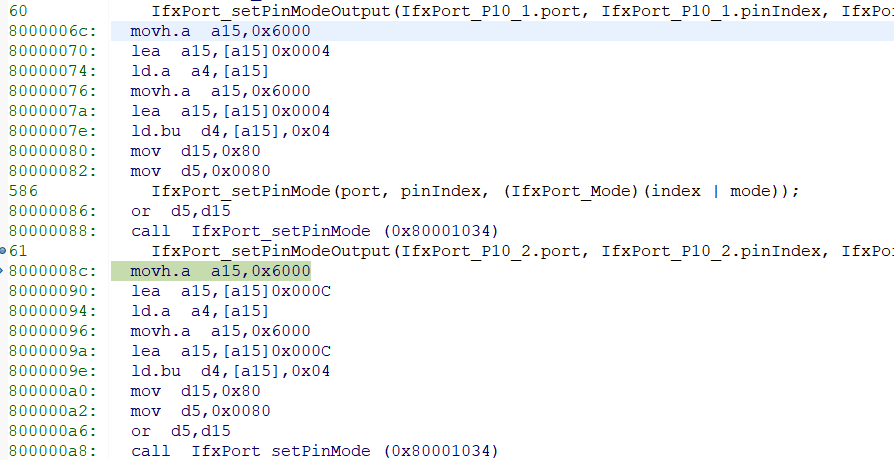 60 IfxPort_setPinModeOutput(IfxPort_P10_1.port, IfxPort_P10_1.pinIndex, IfxPo
8000006c: movh.a a15,0x6000
80000070: lea a15,[a15]0x0004
80000074: ld.a a4,[a15]
80000076: movh.a a15,0x6000
8000007a: lea a15,[a15]0x0004
8000007e: ld.bu d4,[a15],0x04
80000080: mov d15,0x80
80000082: mov d5,0x0080
586 IfxPort_setPinMode(port, pinIndex, (IfxPort_Mode)(index | mode));
80000086: or d5,d15
80000088: call IfxPort_setPinMode (0x80001034)
61 IfxPort_setPinModeOutput(IfxPort_P10_2.port, IfxPort_P10_2.pinIndex, IfxPo
8000008c: movh.a a15,0x6000
80000090: lea a15,[a15]0x000C
80000094: ld.a a4,[a15]
80000096: movh.a a15,0x6000
8000009a: lea a15,[a15]0x000C
8000009e: ld.bu d4,[a15],0x04
800000a0: mov d15,0x80
800000a2: mov d5,0x0080
800000a6: or d5,d15
800000a8: call IfxPort_setPinMode (0x80001034)